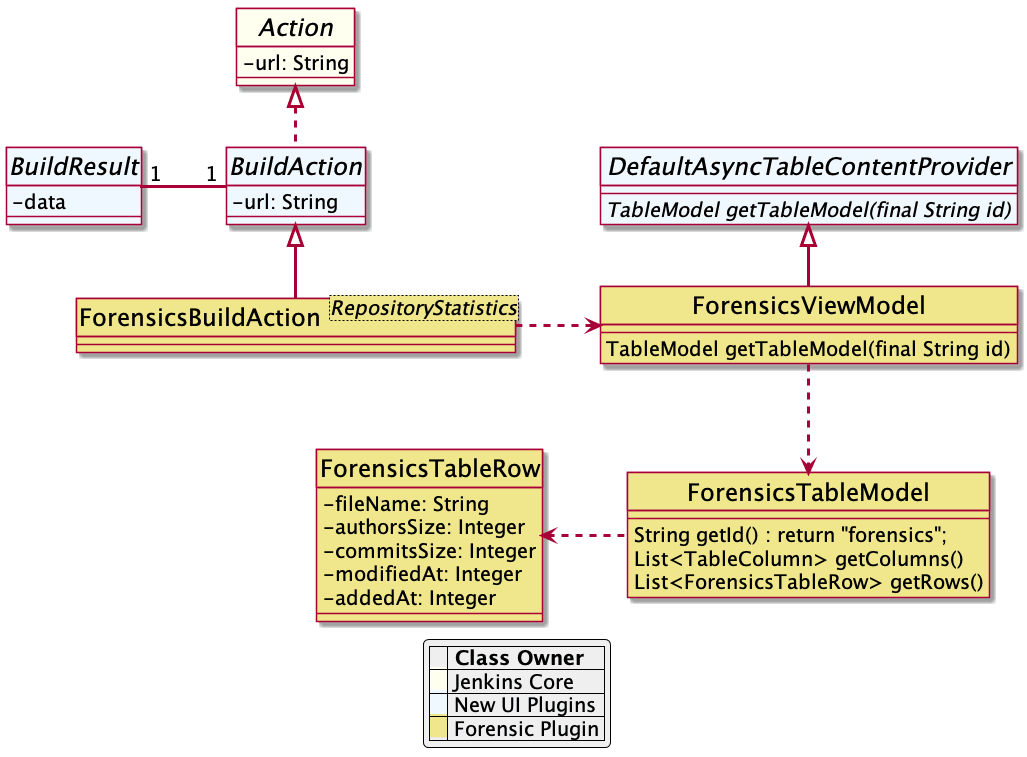 Action
-url: String
BuildResult
-data
1
1
BuildAction
-url: String
DefaultAsyncTableContentProvider
TableModel getTableModel(final String id)
ForensicsBuildAction
RepositoryStatistics
ForensicsViewModel
TableModel getTableModel(final String id)
ForensicsTableRow
-fileName: String
-authorsSize: Integer
-commitsSize: Integer
-modifiedAt: Integer
-addedAt: Integer
ForensicsTableModel
String getId() : return "forensics";
List<TableColumn> getColumns()
List<ForensicsTableRow> getRows()
Class Owner
Jenkins Core
New UI Plugins
Forensic Plugin